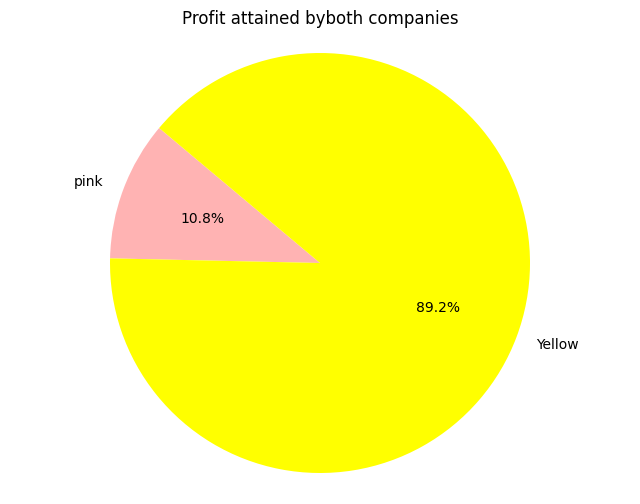 Profit attained byboth companies
pink
10.8%
89.2%
Yellow